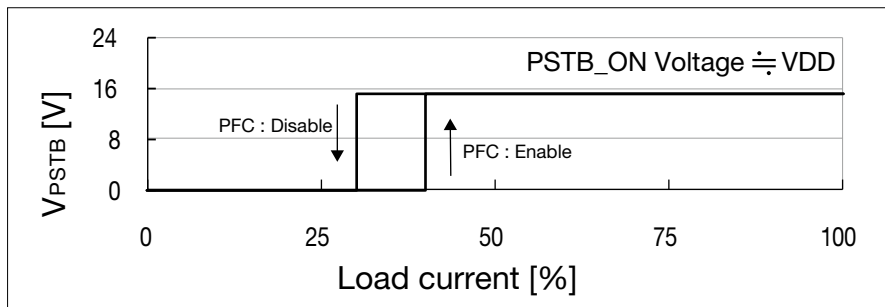 24
PSTB_ON Voltage ≒ VDD
16
PFC : Disable
8
PFC : Enable
0
VPSTB [V]
0 25 50 75 100
Load current [%]